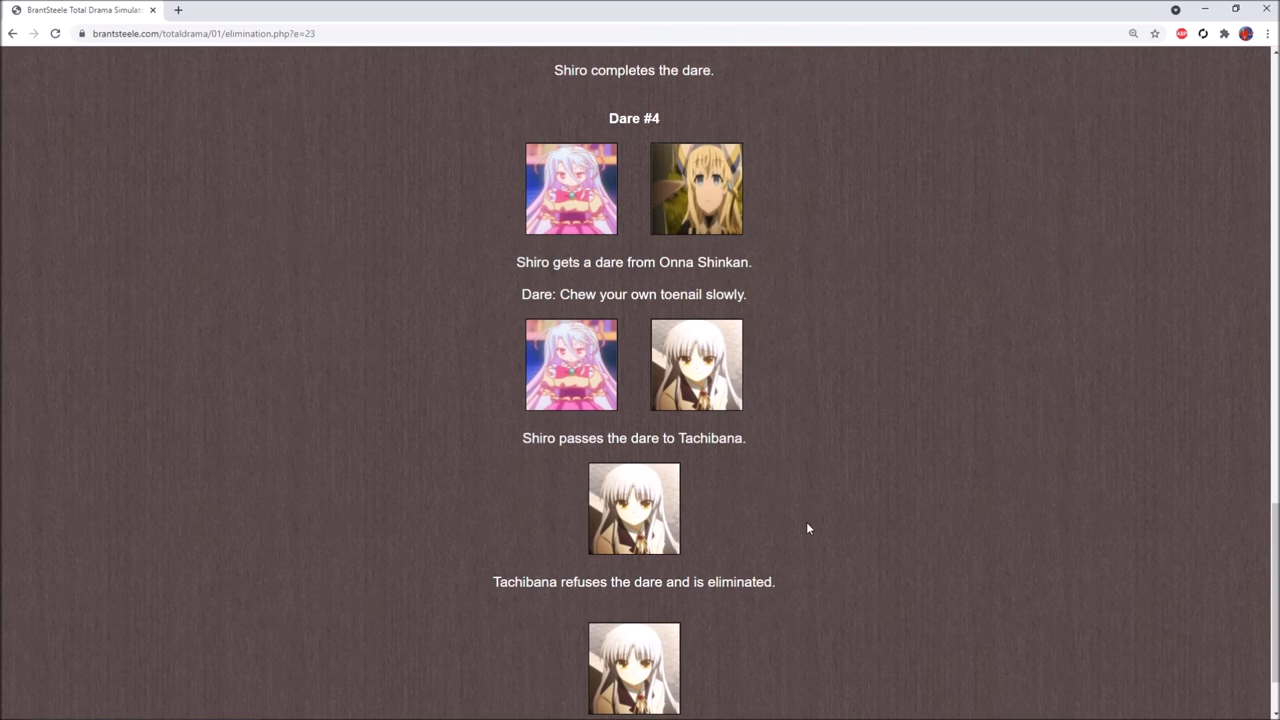 BrantSteele Total Drama Simulat
brantsteele.com/totaldrama/01/elimination.php?e=23
ABP
Shiro completes the dare.
Dare #4
Shiro gets a dare from Onna Shinkan.
Dare: Chew your own toenail slowly.
Shiro passes the dare to Tachibana.
Tachibana refuses the dare and is eliminated.